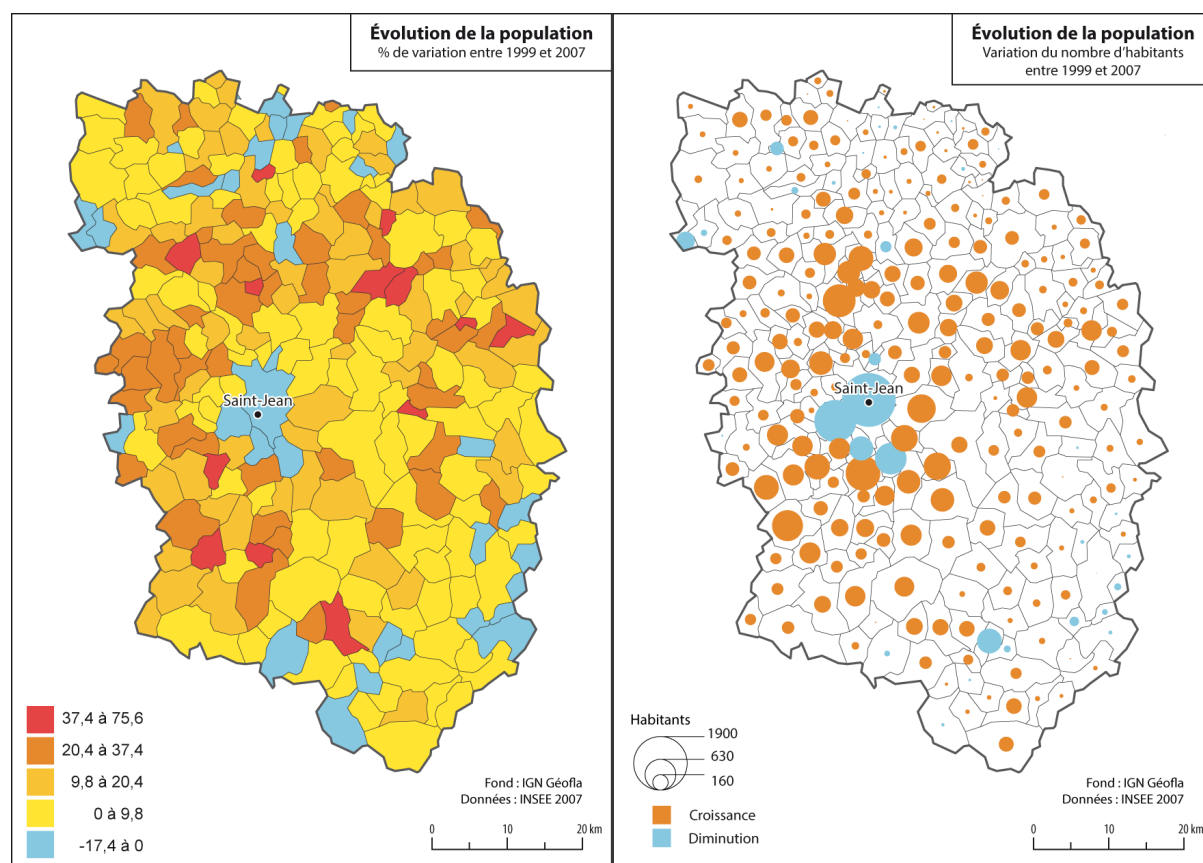 Évolution de la population
% de variation entre 1999 et 2007
Saint-Jean
37,4 à 75,6
20,4 à 37,4
9,8 à 20,4
0 à 9,8
-17,4 à 0
Fond : IGN Géofla
Données : INSEE 2007
0 10 20 km
Évolution de la population
Variation du nombre d'habitants
entre 1999 et 2007
Saint-Jean
Habitants
1900
630
160
Croissance
Diminution
Fond : IGN Géofla
Données : INSEE 2007
0 10 20 km